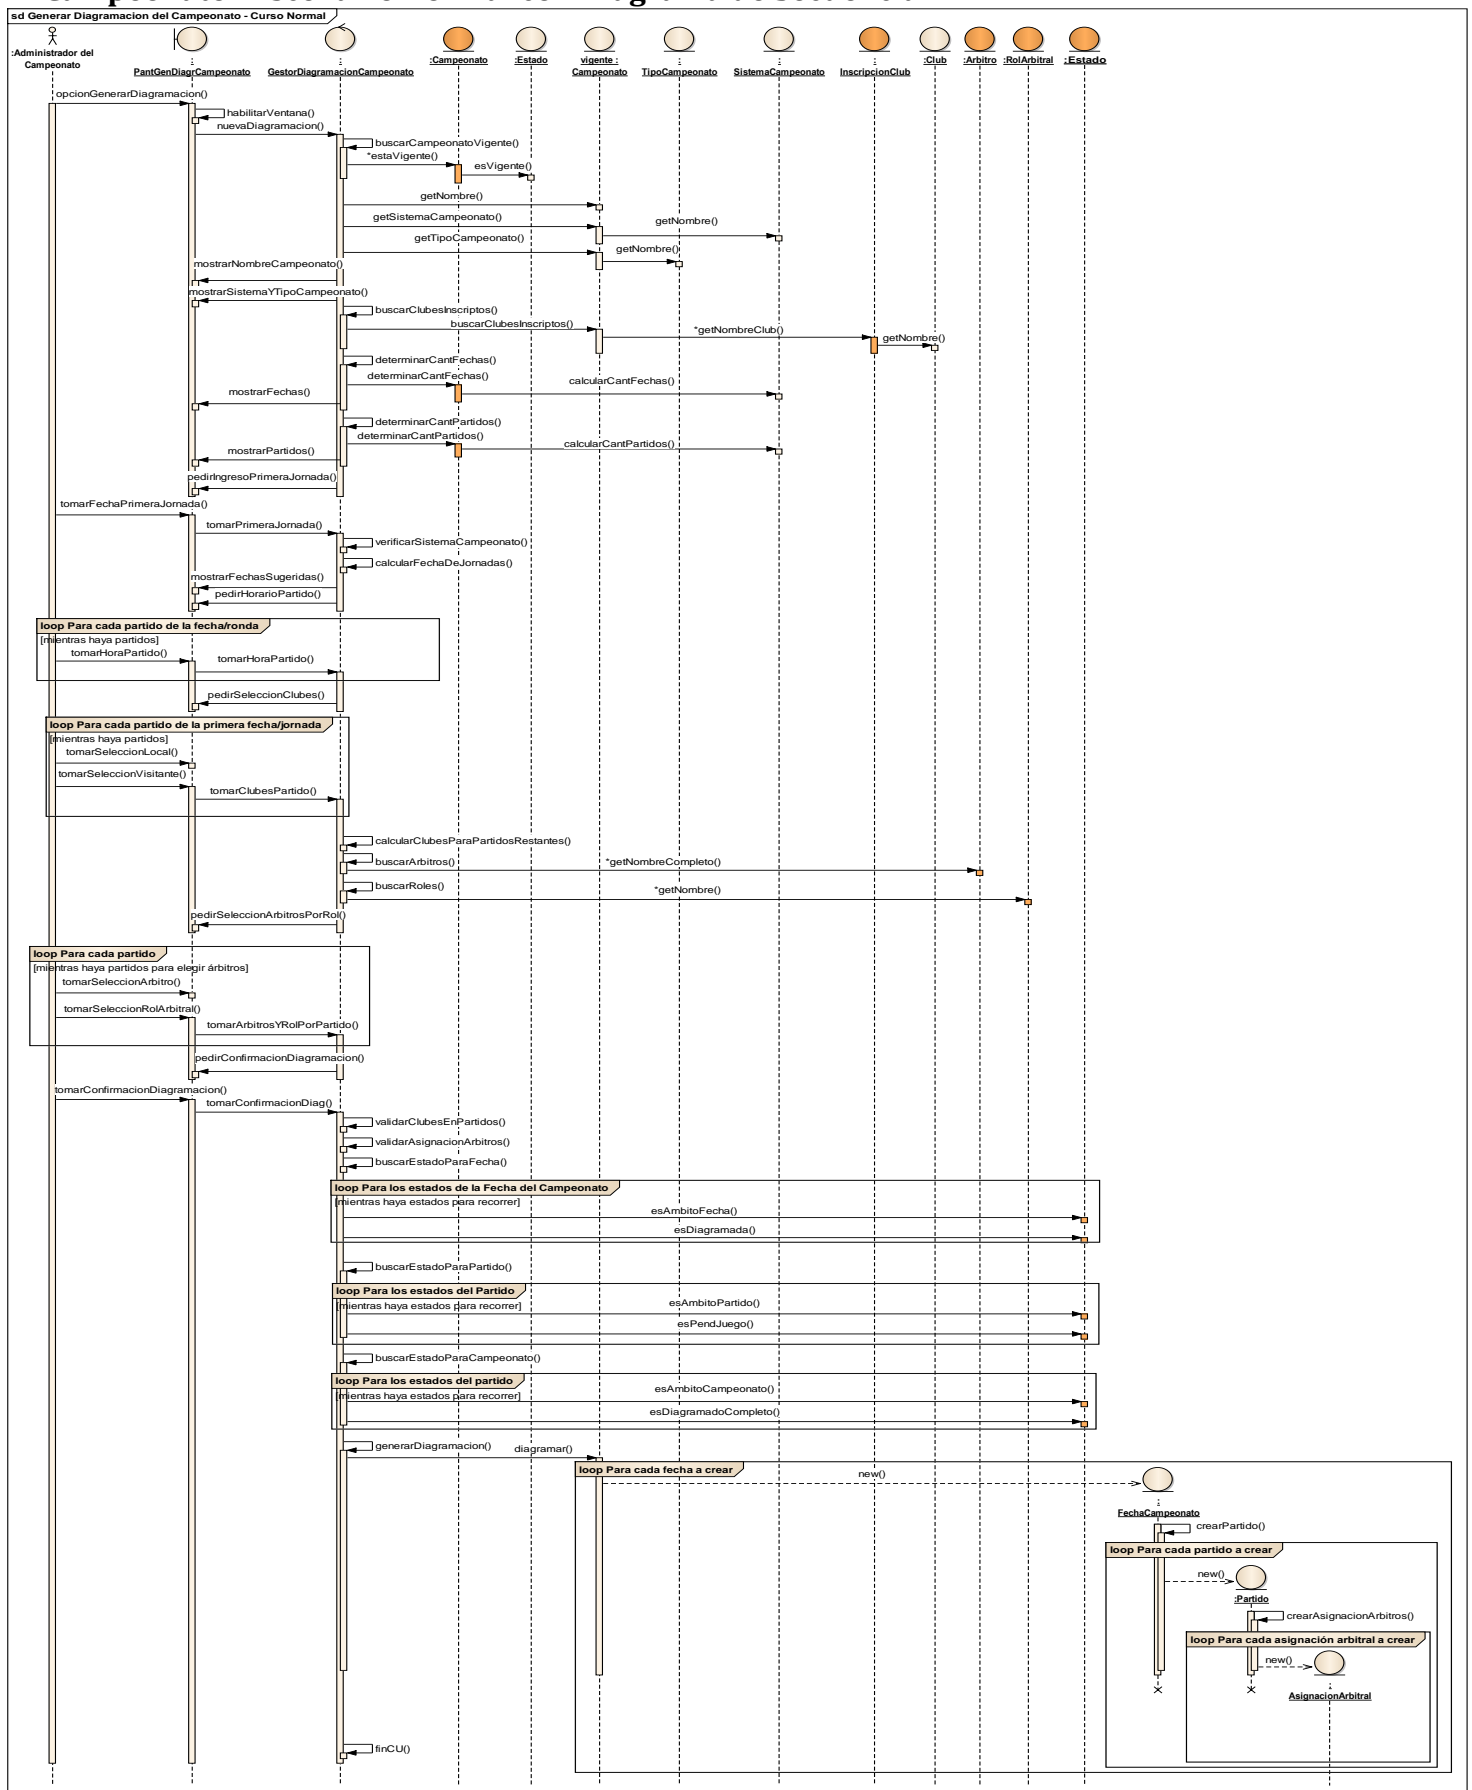 sd Generar Diagramacion del Campeonato - Curso Normal
:Administrador del
Campeonato
:
PantGenDiagrCampeonato
:
GestorDiagramacionCampeonato
:Campeonato
:Estado
vigente :
Campeonato
:
TipoCampeonato
:
SistemaCampeonato
:
InscripcionClub
:Club
:Arbitro
:RolArbitral
:Estado
opcionGenerarDiagramacion()
habilitarVentana()
nuevaDiagramacion()
buscarCampeonatoVigente()
*estaVigente()
esVigente()
getNombre()
getSistemaCampeonato()
getNombre()
getTipoCampeonato()
getNombre()
mostrarNombreCampeonato()
mostrarSistemaYTipoCampeonato()
buscarClubesInscriptos()
buscarClubesInscriptos()
*getNombreClub()
getNombre()
determinarCantFechas()
determinarCantFechas()
calcularCantFechas()
mostrarFechas()
determinarCantPartidos()
determinarCantPartidos()
calcularCantPartidos()
mostrarPartidos()
pedirIngresoPrimeraJornada()
tomarFechaPrimeraJornada()
tomarPrimeraJornada()
verificarSistemaCampeonato()
calcularFechaDeJornadas()
mostrarFechasSugeridas()
pedirHorarioPartido()
loop Para cada partido de la fecha/ronda
[mientras haya partidos]
tomarHoraPartido()
tomarHoraPartido()
pedirSeleccionClubes()
loop Para cada partido de la primera fecha/jornada
[mientras haya partidos]
tomarSeleccionLocal()
tomarSeleccionVisitante()
tomarClubesPartido()
calcularClubesParaPartidosRestantes()
buscarArbitros()
*getNombreCompleto()
buscarRoles()
*getNombre()
pedirSeleccionArbitrosPorRol()
loop Para cada partido
[mientras haya partidos para elegir árbitros]
tomarSeleccionArbitro()
tomarSeleccionRolArbitral()
tomarArbitrosYRolPorPartido()
pedirConfirmacionDiagramacion()
tomarConfirmacionDiagramacion()
tomarConfirmacionDiag()
validarClubesEnPartidos()
validarAsignacionArbitros()
buscarEstadoParaFecha()
loop Para los estados de la Fecha del Campeonato
[mientras haya estados para recorrer]
esAmbitoFecha()
esDiagramada()
buscarEstadoParaPartido()
loop Para los estados del Partido
[mientras haya estados para recorrer]
esAmbitoPartido()
esPendJuego()
buscarEstadoParaCampeonato()
loop Para los estados del partido
[mientras haya estados para recorrer]
esAmbitoCampeonato()
esDiagramadoCompleto()
generarDiagramacion()
diagramar()
loop Para cada fecha a crear
new()
:
FechaCampeonato
crearPartido()
loop Para cada partido a crear
new()
:Partido
crearAsignacionArbitros()
loop Para cada asignación arbitral a crear
new()
:
AsignacionArbitral
finCU()